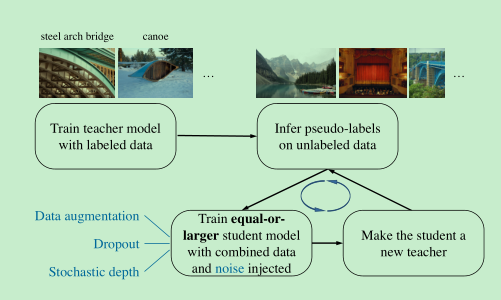 steel arch bridge
canoe
...
...
Train teacher model
with labeled data
Infer pseudo-labels
on unlabeled data
Data augmentation
Dropout
Stochastic depth
Train equal-or-
larger student model
with combined data
and noise injected
Make the student a
new teacher